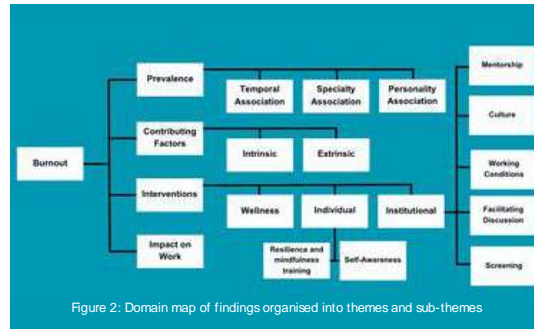 Burnout
Prevalence
Temporal
Association
Specialty
Association
Personality
Association
Contributing
Factors
Intrinsic
Extrinsic
Interventions
Wellness
Individual
Institutional
Resilience and
mindfulness
training
Self-Awareness
Impact on
Work
Mentorship
Culture
Working
Conditions
Facilitating
Discussion
Screening
Figure 2: Domain map of findings organised into themes and sub-themes